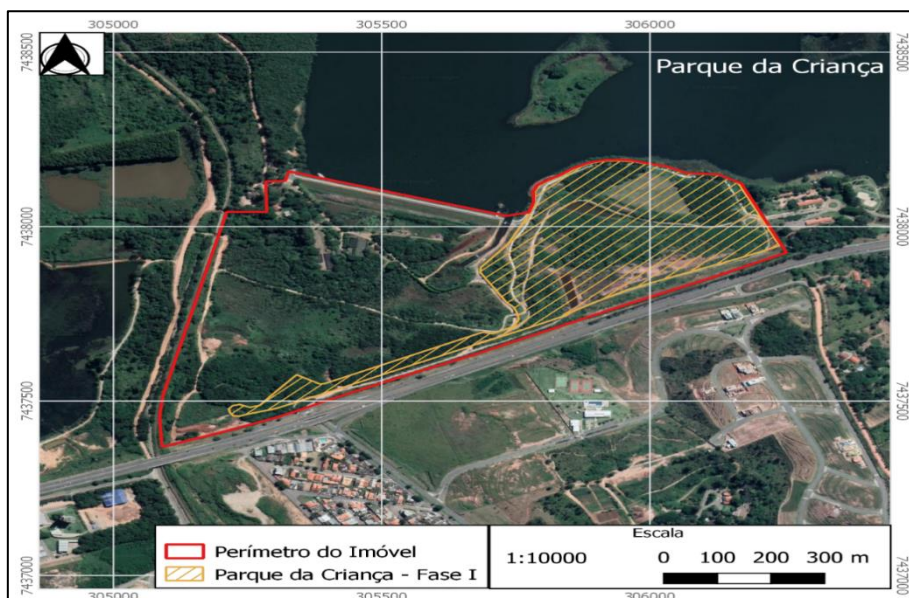 305000 305500 306000
7438500 7438500
Parque da Criança
7438000 7438000
7437500 7437500
Perímetro do Imóvel
Parque da Criança - Fase I
Escala
1:10000
0 100 200 300 m
7437000 7437000
305000 305500 306000